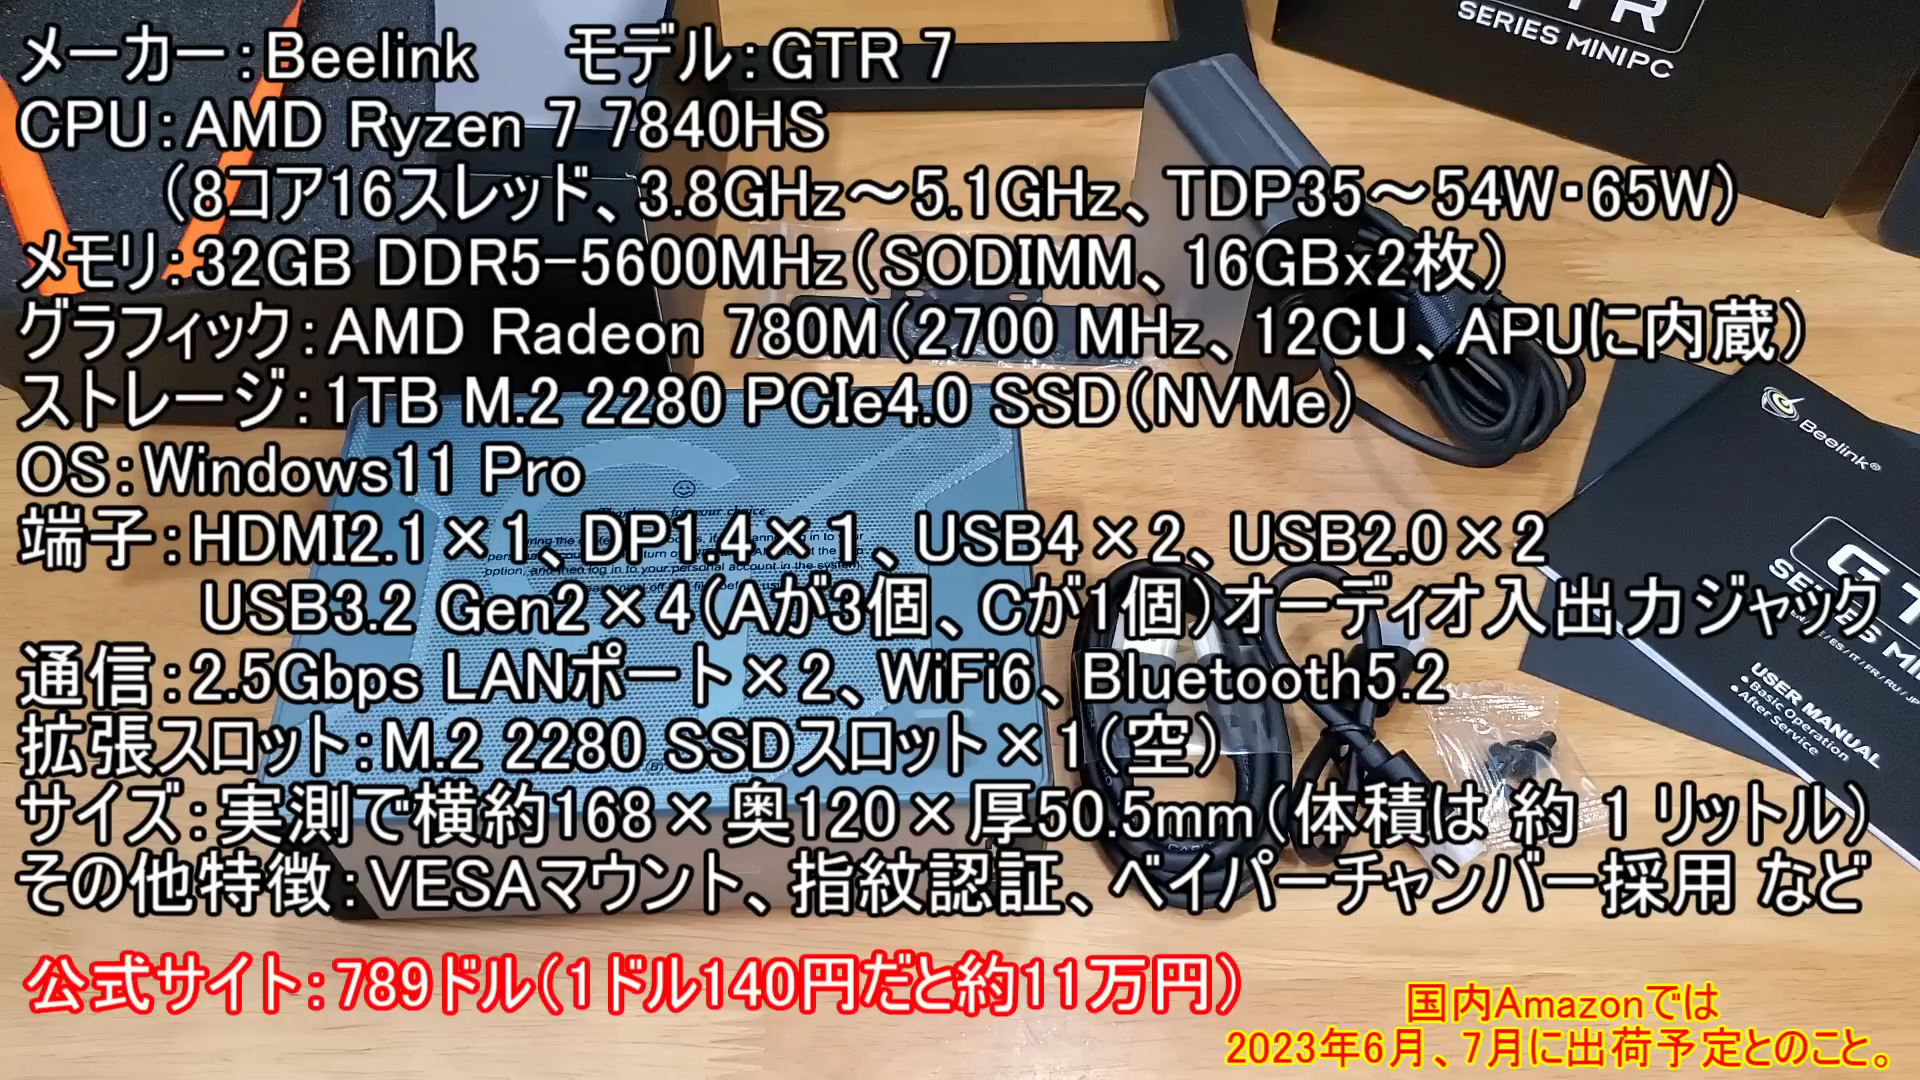 メーカー：Beelink　モデル：GTR 7
CPU：AMD Ryzen 7 7840HS
（8コア16スレッド、3.8GHz～5.1GHz、TDP35～54W・65W）
メモリ：32GB DDR5-5600MHz（SODIMM、16GBx2枚）
グラフィック：AMD Radeon 780M（2700 MHz、12CU、APUに内蔵）
ストレージ：1TB M.2 2280 PCIe4.0 SSD（NVMe）
OS：Windows11 Pro
端子：HDMI2.1×1、DP1.4×1、USB4×2、USB2.0×2
USB3.2 Gen2×4（Aが3個、Cが1個）オーディオ入出力ジャック
通信：2.5Gbps LANポート×2、WiFi6、Bluetooth5.2
拡張スロット：M.2 2280 SSDスロット×1（空）
サイズ：実測で横約168×奥120×厚50.5mm（体積は 約 1 リットル）
その他特徴：VESAマウント、指紋認証、ベイパーチャンバー採用 など
公式サイト：789ドル（1ドル140円だと約11万円）
国内Amazonでは
2023年6月、7月に出荷予定とのこと。
SERIES MINI PC
Beelink®
USER MANUAL
•Basic Operation
•After Service